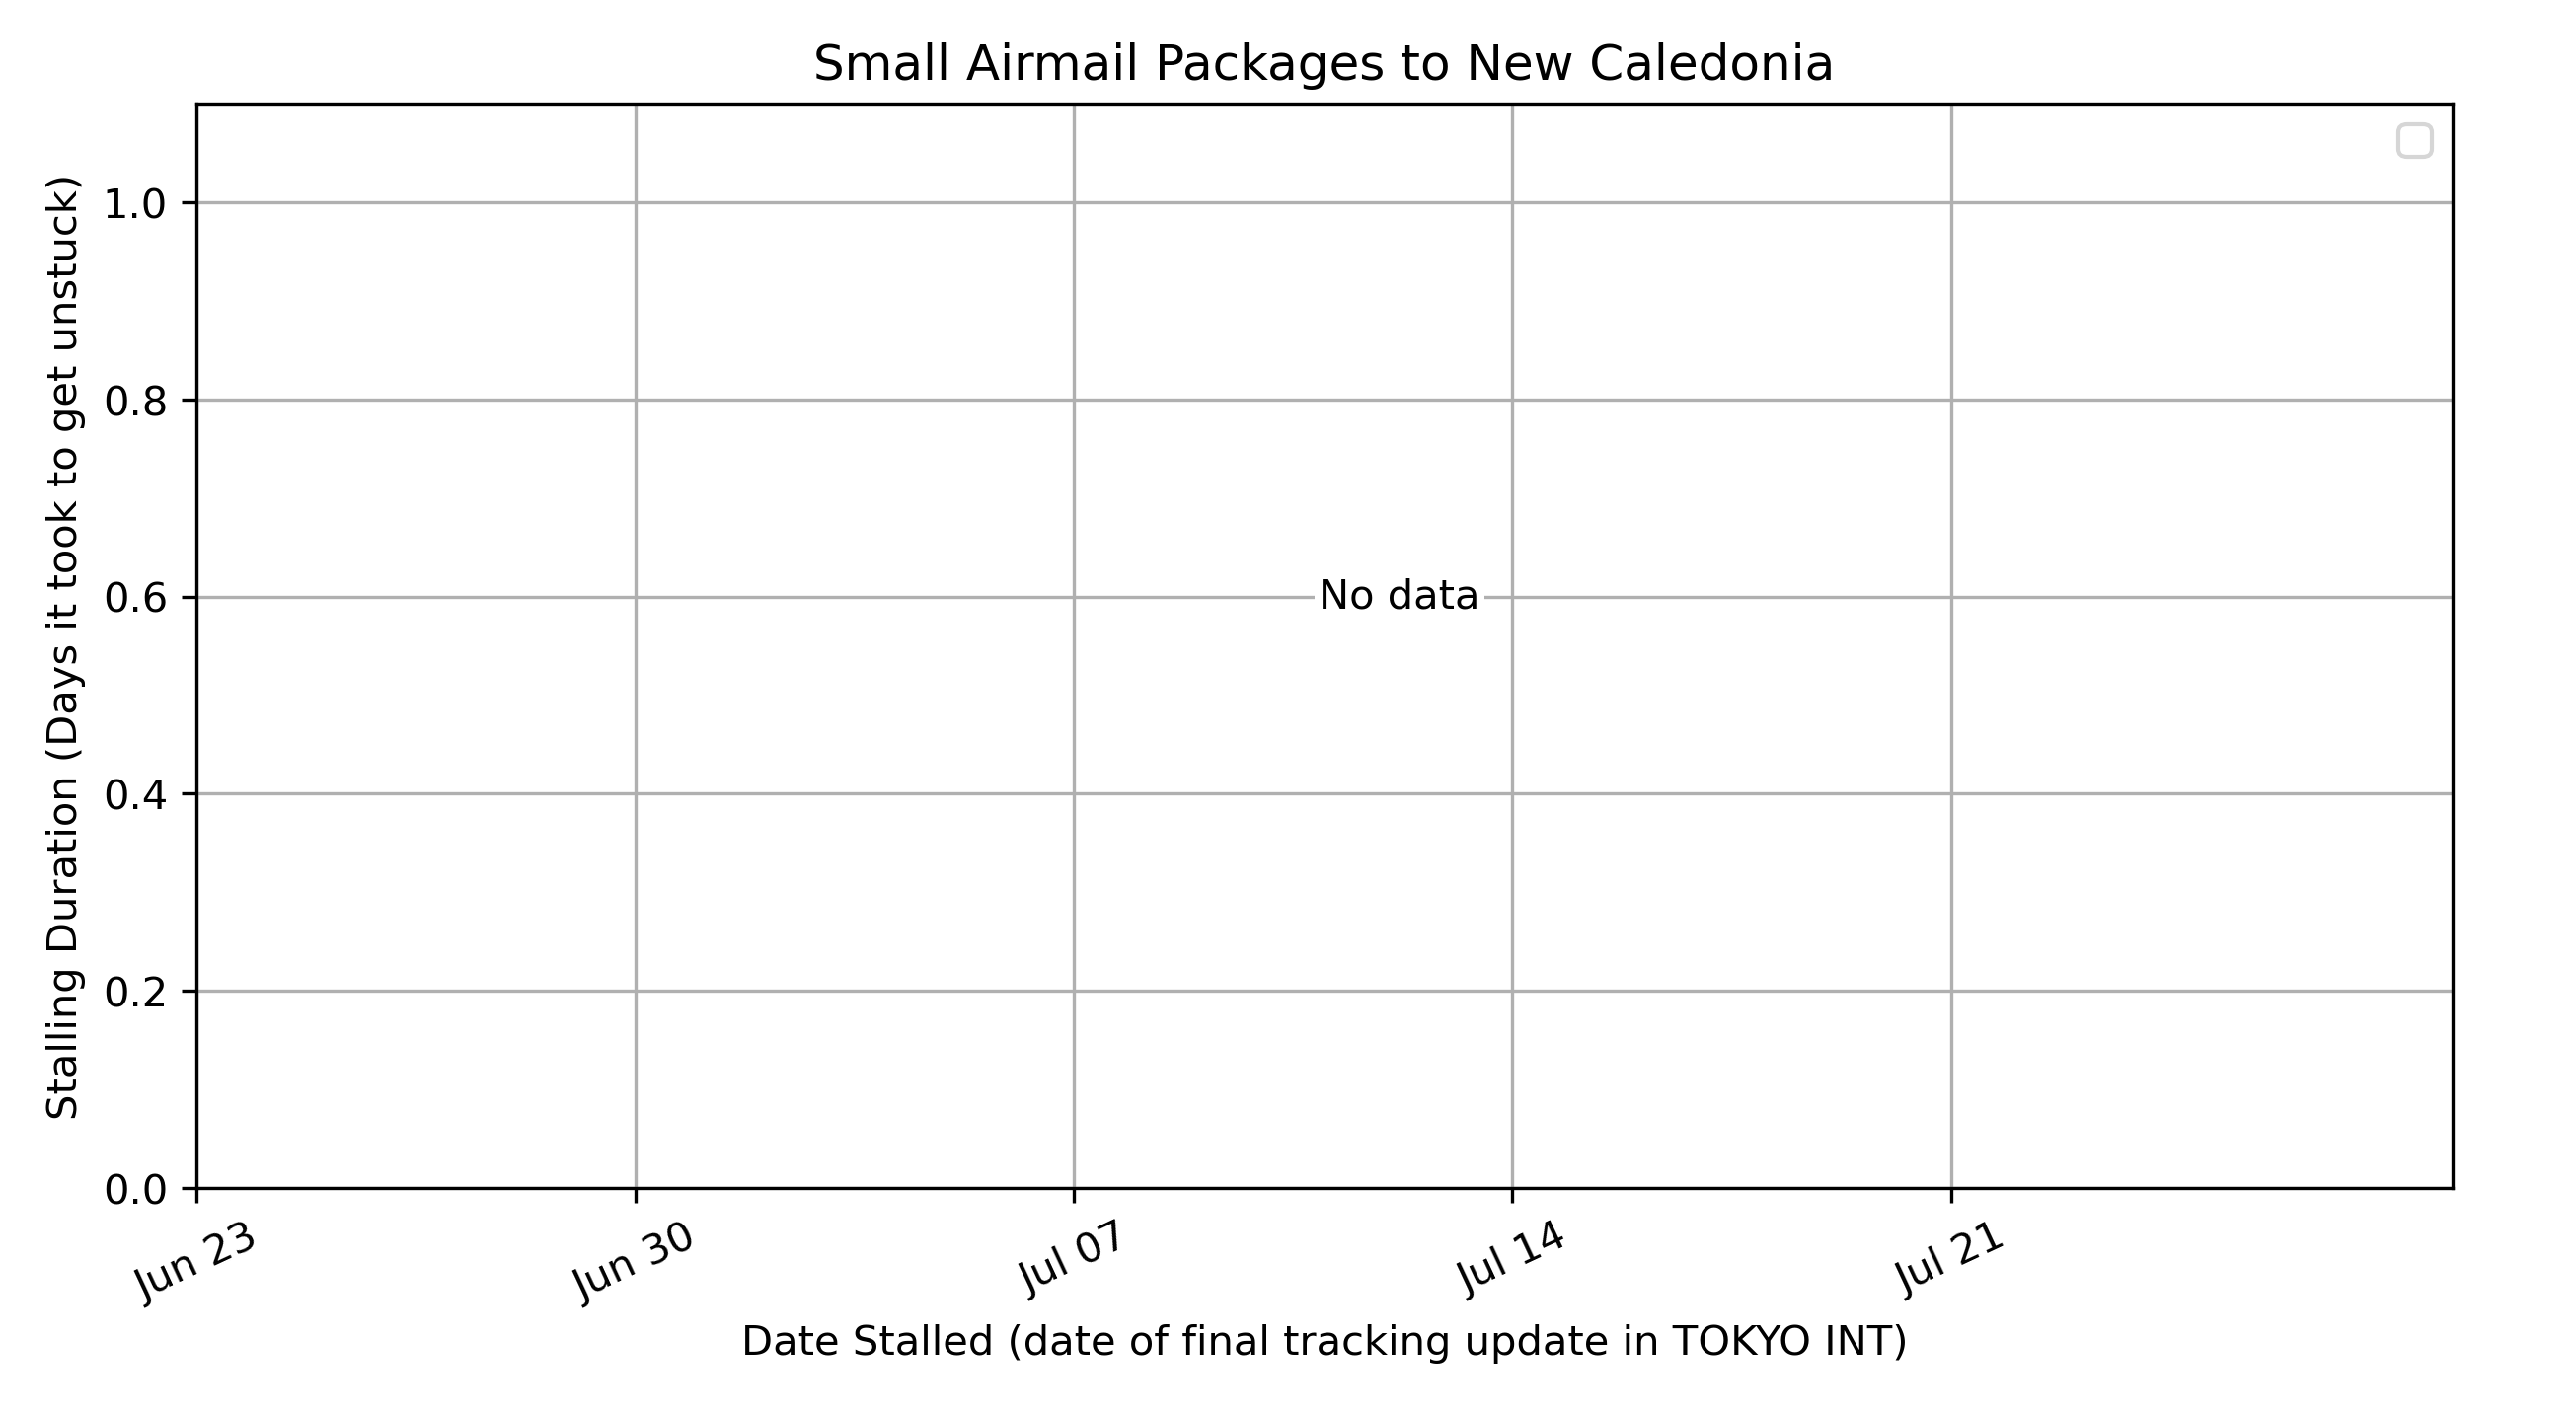 Small Airmail Packages to New Caledonia
Stalling Duration (Days it took to get unstuck)
1.0
0.8
0.6
0.4
0.2
0.0
No data
Jun 23
Jun 30
Jul 07
Jul 14
Jul 21
Date Stalled (date of final tracking update in TOKYO INT)